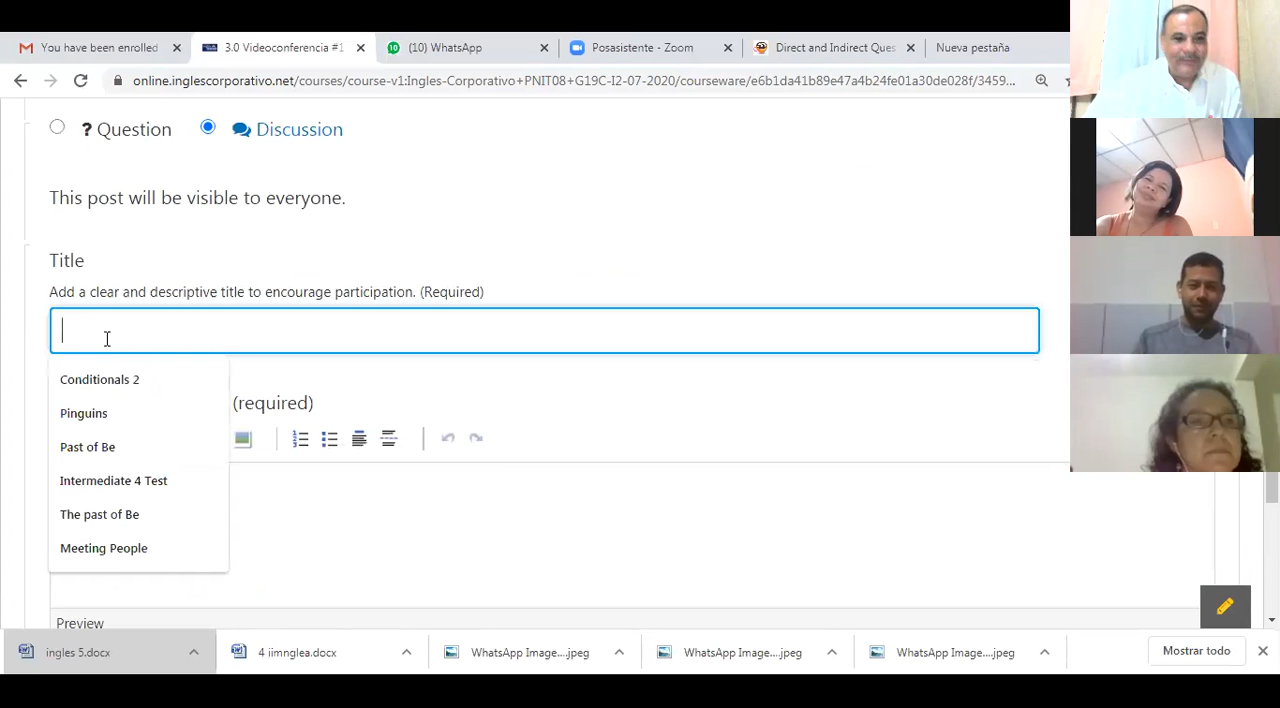 You have been enrolled
3.0 Videoconferencia #1
(10) WhatsApp
Posasistente - Zoom
Direct and Indirect Ques
Nueva pestaña
online.inglescorporativo.net/courses/course-v1:Ingles-Corporativo+PNIT08+G19C-I2-07-2020/courseware/e6b1da41b89e47a4b24fe01a30de028f/3459...
? Question
Discussion
This post will be visible to everyone.
Title
Add a clear and descriptive title to encourage participation. (Required)
Conditionals 2
(required)
Pinguins
Past of Be
Intermediate 4 Test
The past of Be
Meeting People
Preview
ingles 5.docx
4 iimnglea.docx
WhatsApp Image....jpeg
WhatsApp Image....jpeg
WhatsApp Image....jpeg
Mostrar todo